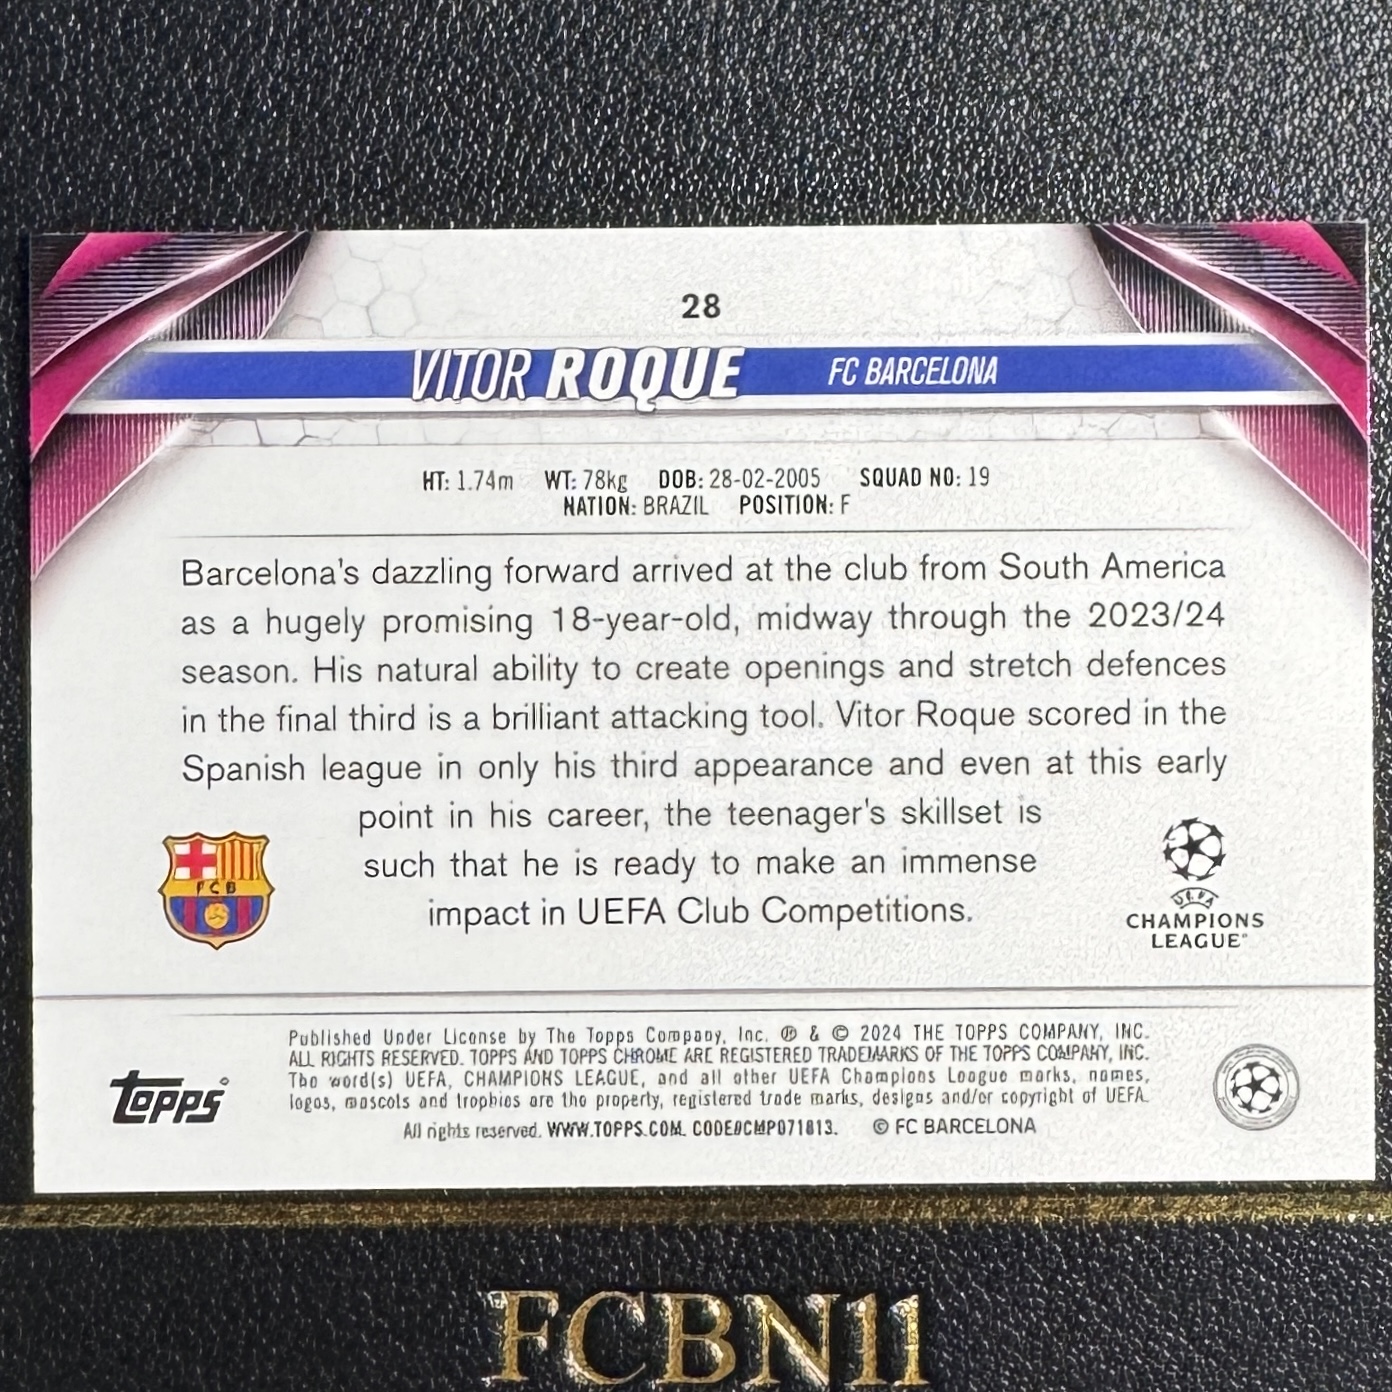 28
VITOR ROQUE FC BARCELONA
HT: 1.74m WT: 78kg DOB: 28-02-2005 SQUAD NO: 19
NATION: BRAZIL POSITION: F
Barcelona's dazzling forward arrived at the club from South America
as a hugely promising 18-year-old, midway through the 2023/24
season. His natural ability to create openings and stretch defences
in the final third is a brilliant attacking tool. Vitor Roque scored in the
Spanish league in only his third appearance and even at this early
point in his career, the teenager's skillset is
such that he is ready to make an immense
impact in UEFA Club Competitions.
FCB
UEFA
CHAMPIONS
LEAGUE®
Published Under License by The Topps Company, Inc. ® & © 2024 THE TOPPS COMPANY, INC.
ALL RIGHTS RESERVED. TOPPS AND TOPPS CHROME ARE REGISTERED TRADEMARKS OF THE TOPPS COMPANY, INC.
The word(s) UEFA, CHAMPIONS LEAGUE, and all other UEFA Champions League marks, names,
logos, mascots and trophies are the property, registered trade marks, designs and/or copyright of UEFA.
All rights reserved. WWW.TOPPS.COM. CODE#CMP071813. © FC BARCELONA
Topps®
FCBN11